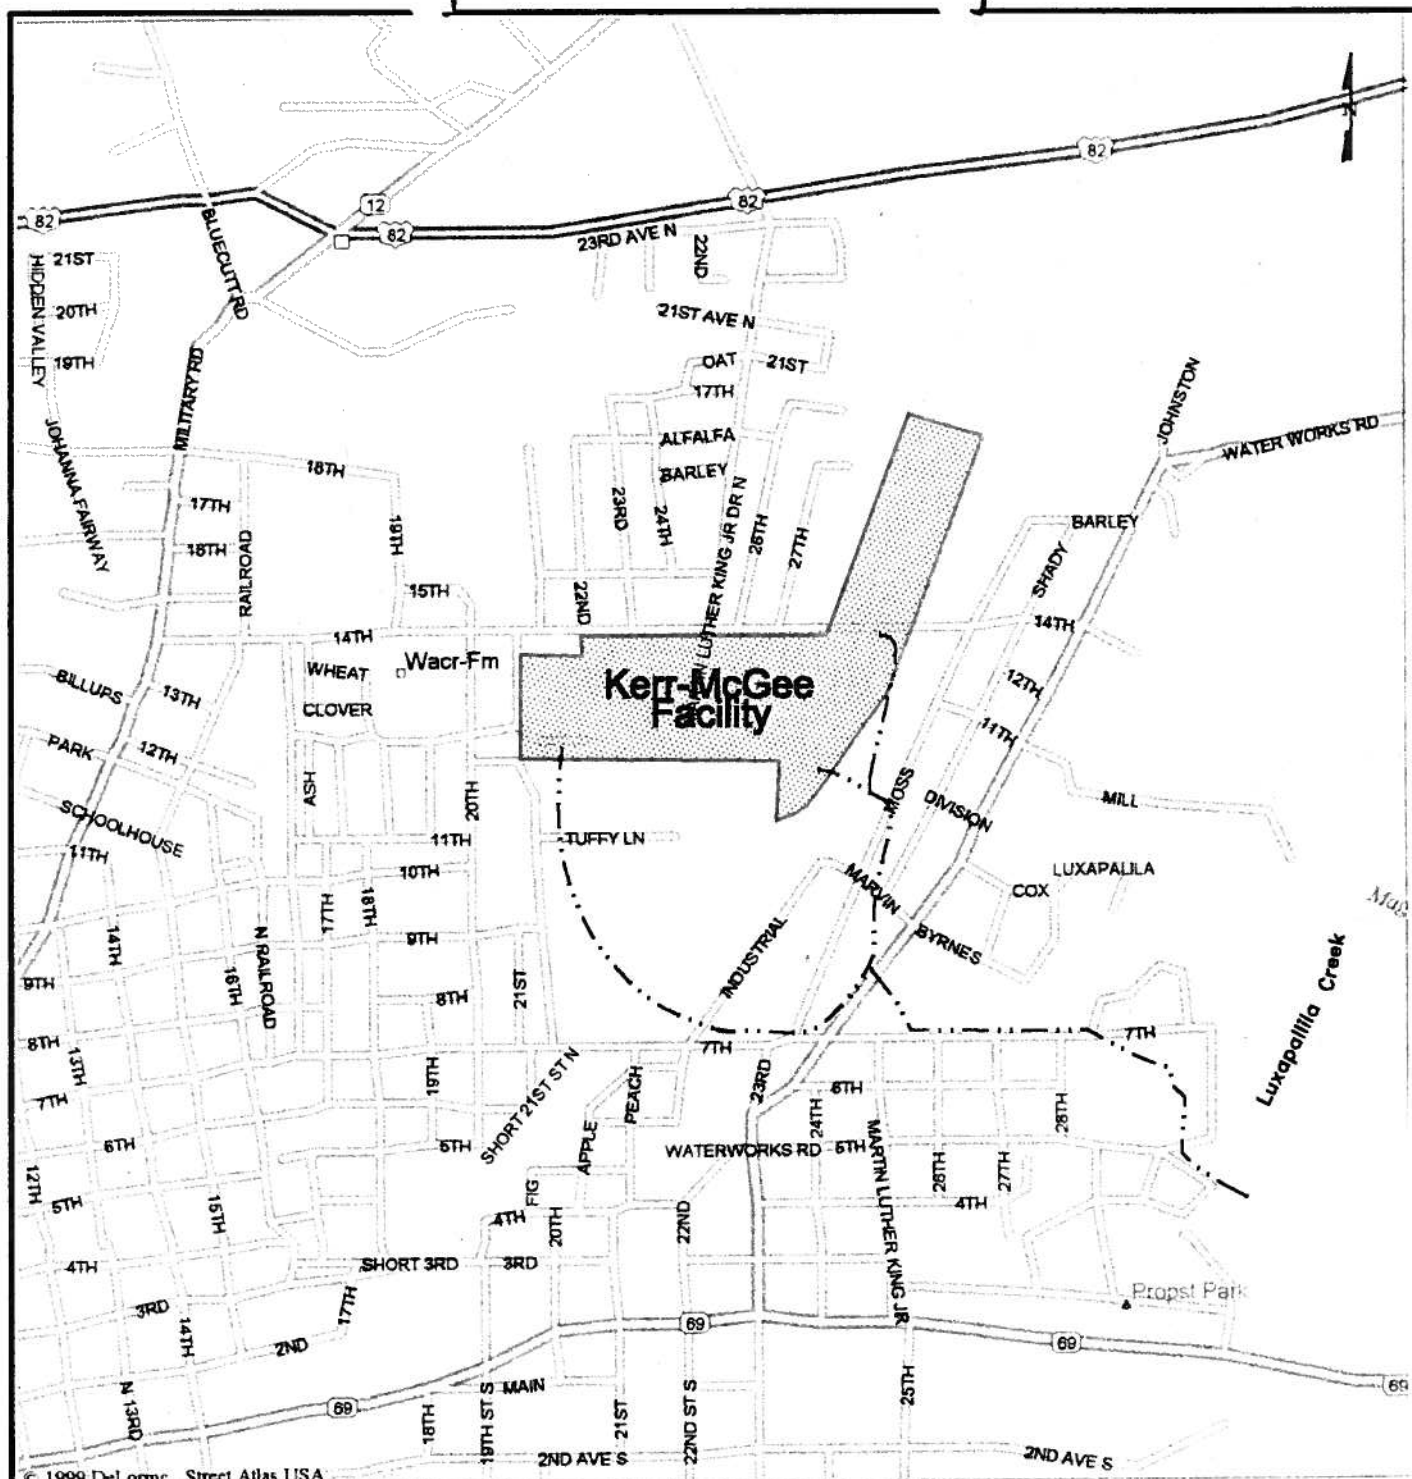 N
82
82
12
82
82
23RD AVE N
22ND
BLUECUTT RD
21ST
HIDDEN VALLEY
20TH
19TH
21ST AVE N
OAT
21ST
17TH
MILITARY RD
JOHNSTON
WATER WORKS RD
JOHANNA FAIRWAY
18TH
ALFALFA
BARLEY
17TH
19TH
23RD
24TH
MARTIN LUTHER KING JR DR N
26TH
27TH
BARLEY
SHADY
16TH
RAILROAD
15TH
22ND
14TH
14TH
WHEAT
Wacr-Fm
CLOVER
Kerr-McGee
Facility
BILLUPS
13TH
12TH
11TH
PARK
12TH
ASH
20TH
MOSS
DIVISION
MILL
SCHOOLHOUSE
11TH
11TH
TUFFY LN
10TH
MARVIN
COX
LUXAPALILA
17TH
18TH
14TH
N RAILROAD
9TH
INDUSTRIAL
BYRNES
Luxapallila Creek
9TH
16TH
8TH
21ST
8TH
13TH
7TH
7TH
19TH
SHORT 21ST ST N
PEACH
23RD
6TH
24TH
28TH
7TH
6TH
5TH
APPLE
WATERWORKS RD
5TH
MARTIN LUTHER KING JR
26TH
27TH
12TH
5TH
15TH
FIG
4TH
20TH
22ND
4TH
4TH
SHORT 3RD
3RD
3RD
17TH
14TH
2ND
Propst Park
69
69
69
69
MAIN
25TH
N 13RD
18TH
19TH ST S
21ST
22ND ST S
2ND AVE S
2ND AVE S
© 1999 DeLorme. Street Atlas USA